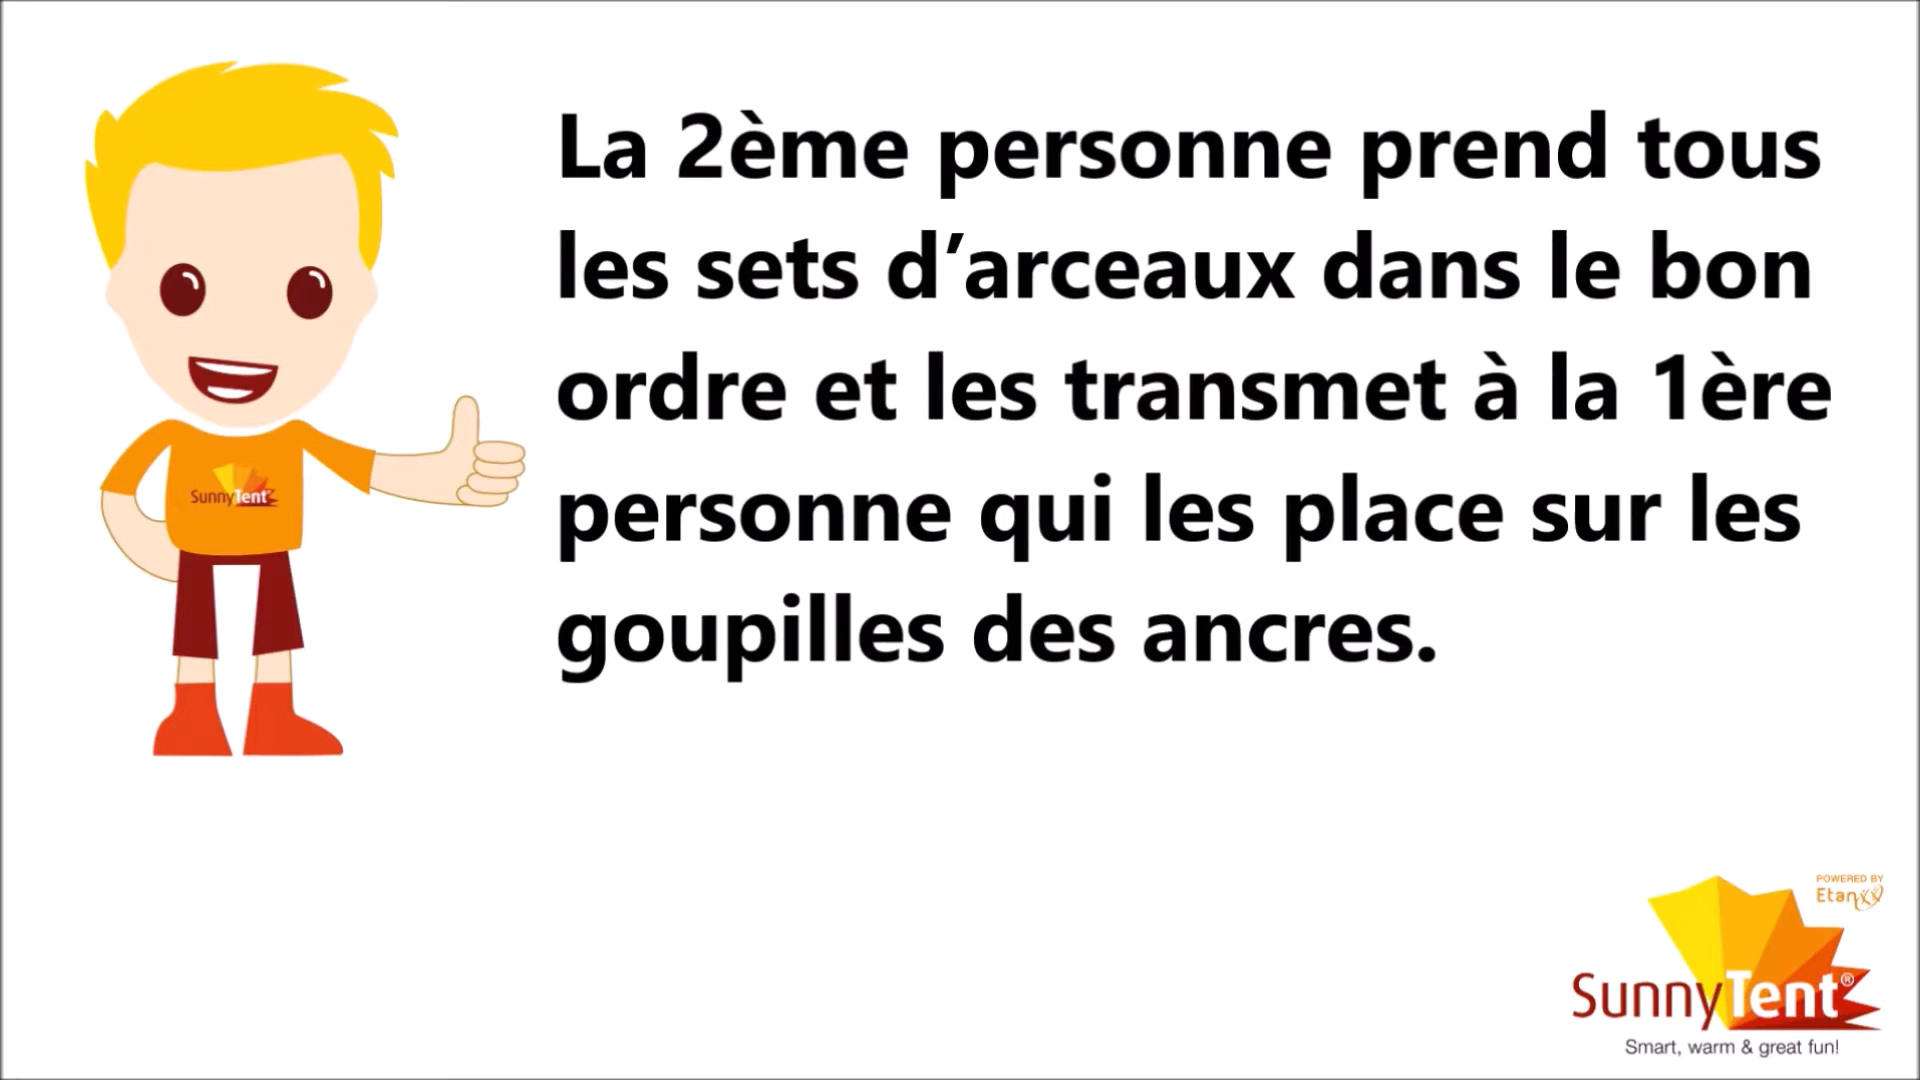 La 2ème personne prend tous
les sets d’arceaux dans le bon
ordre et les transmet à la 1ère
personne qui les place sur les
goupilles des ancres.
SunnyTent
POWERED BY
Etanxx
SunnyTent®
Smart, warm & great fun!